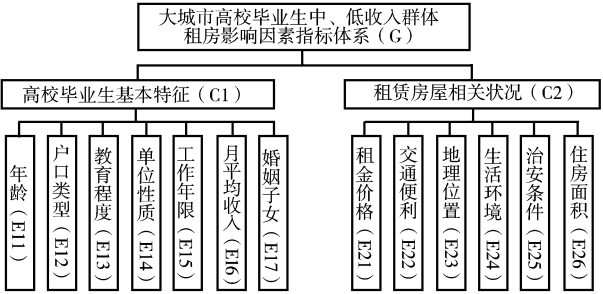 大城市高校毕业生中、低收入群体
租房影响因素指标体系（G）
高校毕业生基本特征（C1）
租赁房屋相关状况（C2）
年龄（E11）
户口类型（E12）
教育程度（E13）
单位性质（E14）
工作年限（E15）
月平均收入（E16）
婚姻子女（E17）
租金价格（E21）
交通便利（E22）
地理位置（E23）
生活环境（E24）
治安条件（E25）
住房面积（E26）